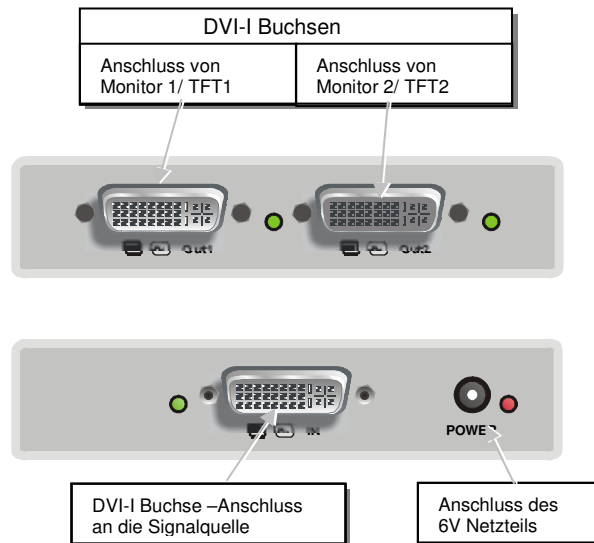 DVI-I Buchsen
Anschluss von
Monitor 1/ TFT1
Anschluss von
Monitor 2/ TFT2
Out1
Out2
IN
POWER
DVI-I Buchse –Anschluss
an die Signalquelle
Anschluss des
6V Netzteils